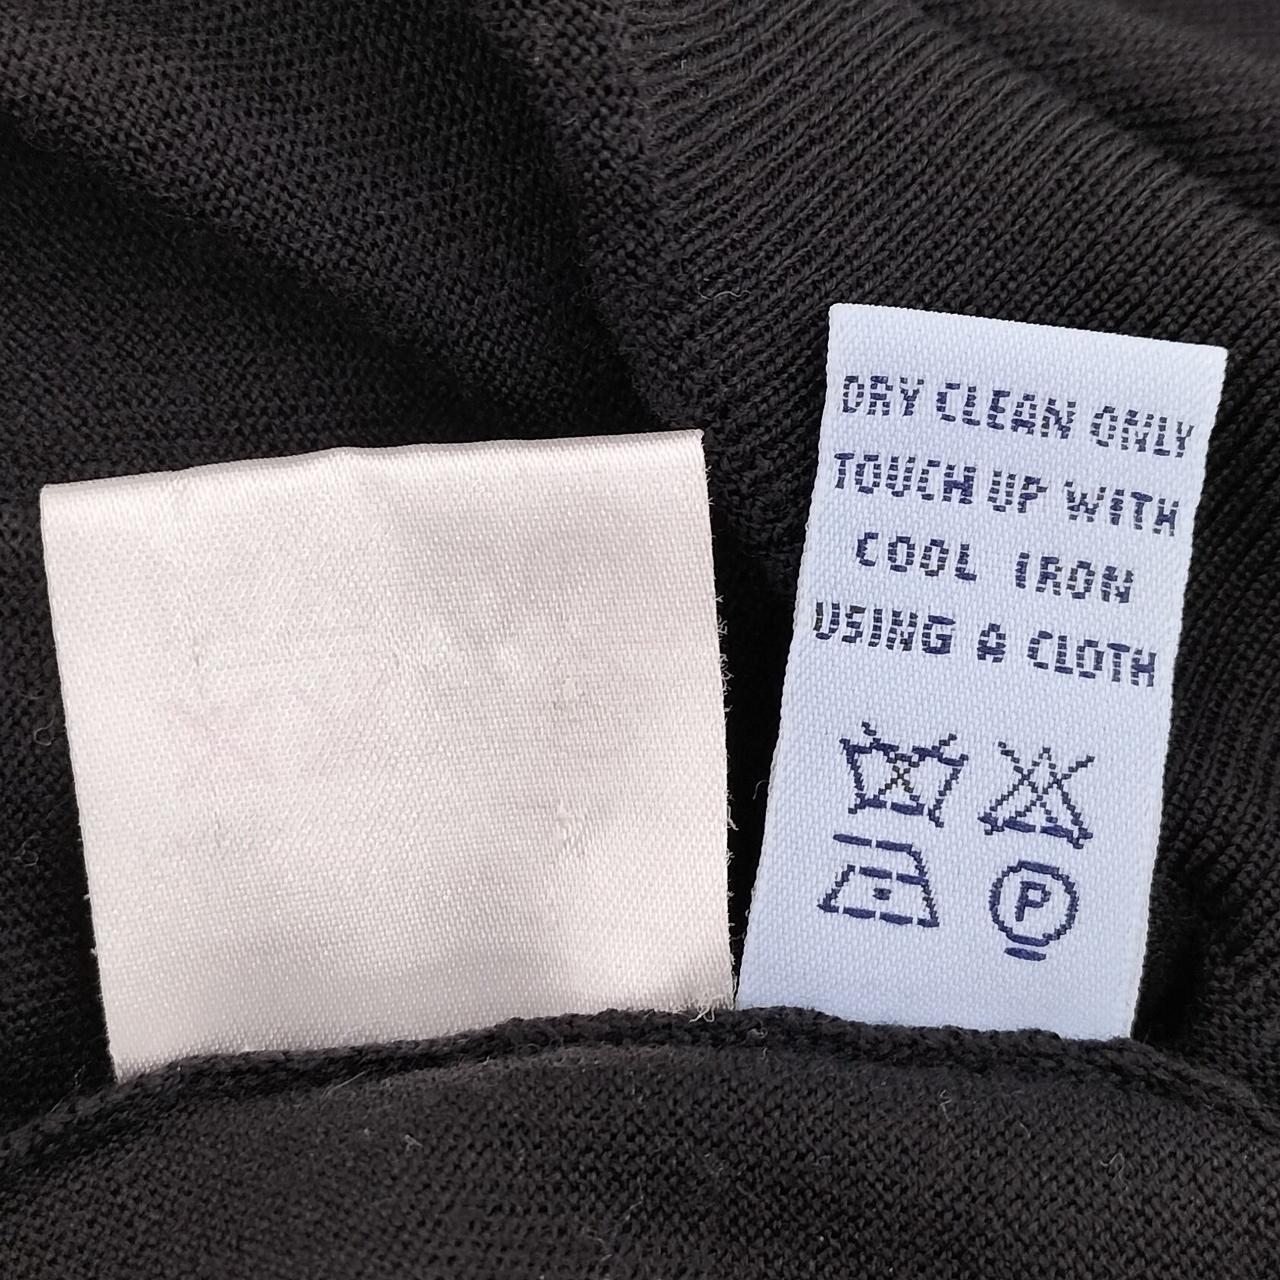 DRY CLEAN ONLY
TOUCH UP WITH
COOL IRON
USING A CLOTH
P